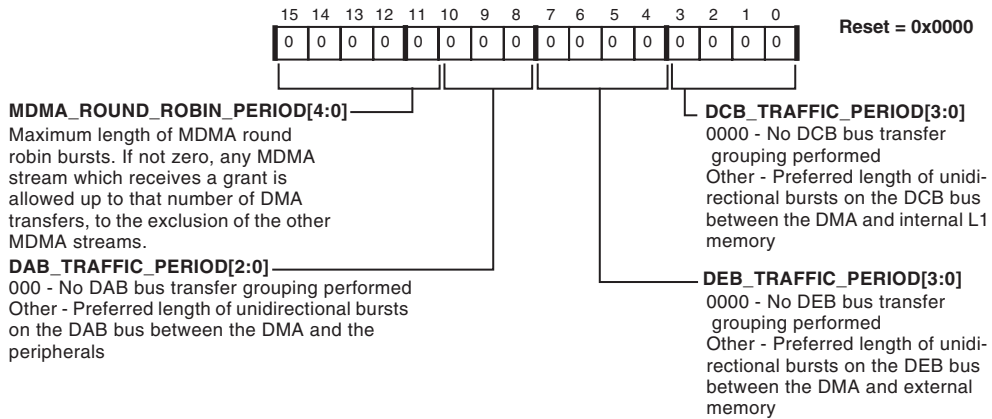 15 14 13 12 11 10 9 8 7 6 5 4 3 2 1 0
0 0 0 0 0 0 0 0 0 0 0 0 0 0 0 0
Reset = 0x0000
MDMA_ROUND_ROBIN_PERIOD[4:0]
Maximum length of MDMA round
robin bursts. If not zero, any MDMA
stream which receives a grant is
allowed up to that number of DMA
transfers, to the exclusion of the other
MDMA streams.
DAB_TRAFFIC_PERIOD[2:0]
000 - No DAB bus transfer grouping performed
Other - Preferred length of unidirectional bursts
on the DAB bus between the DMA and the
peripherals
DCB_TRAFFIC_PERIOD[3:0]
0000 - No DCB bus transfer
grouping performed
Other - Preferred length of unidi-
rectional bursts on the DCB bus
between the DMA and internal L1
memory
DEB_TRAFFIC_PERIOD[3:0]
0000 - No DEB bus transfer
grouping performed
Other - Preferred length of unidi-
rectional bursts on the DEB bus
between the DMA and external
memory